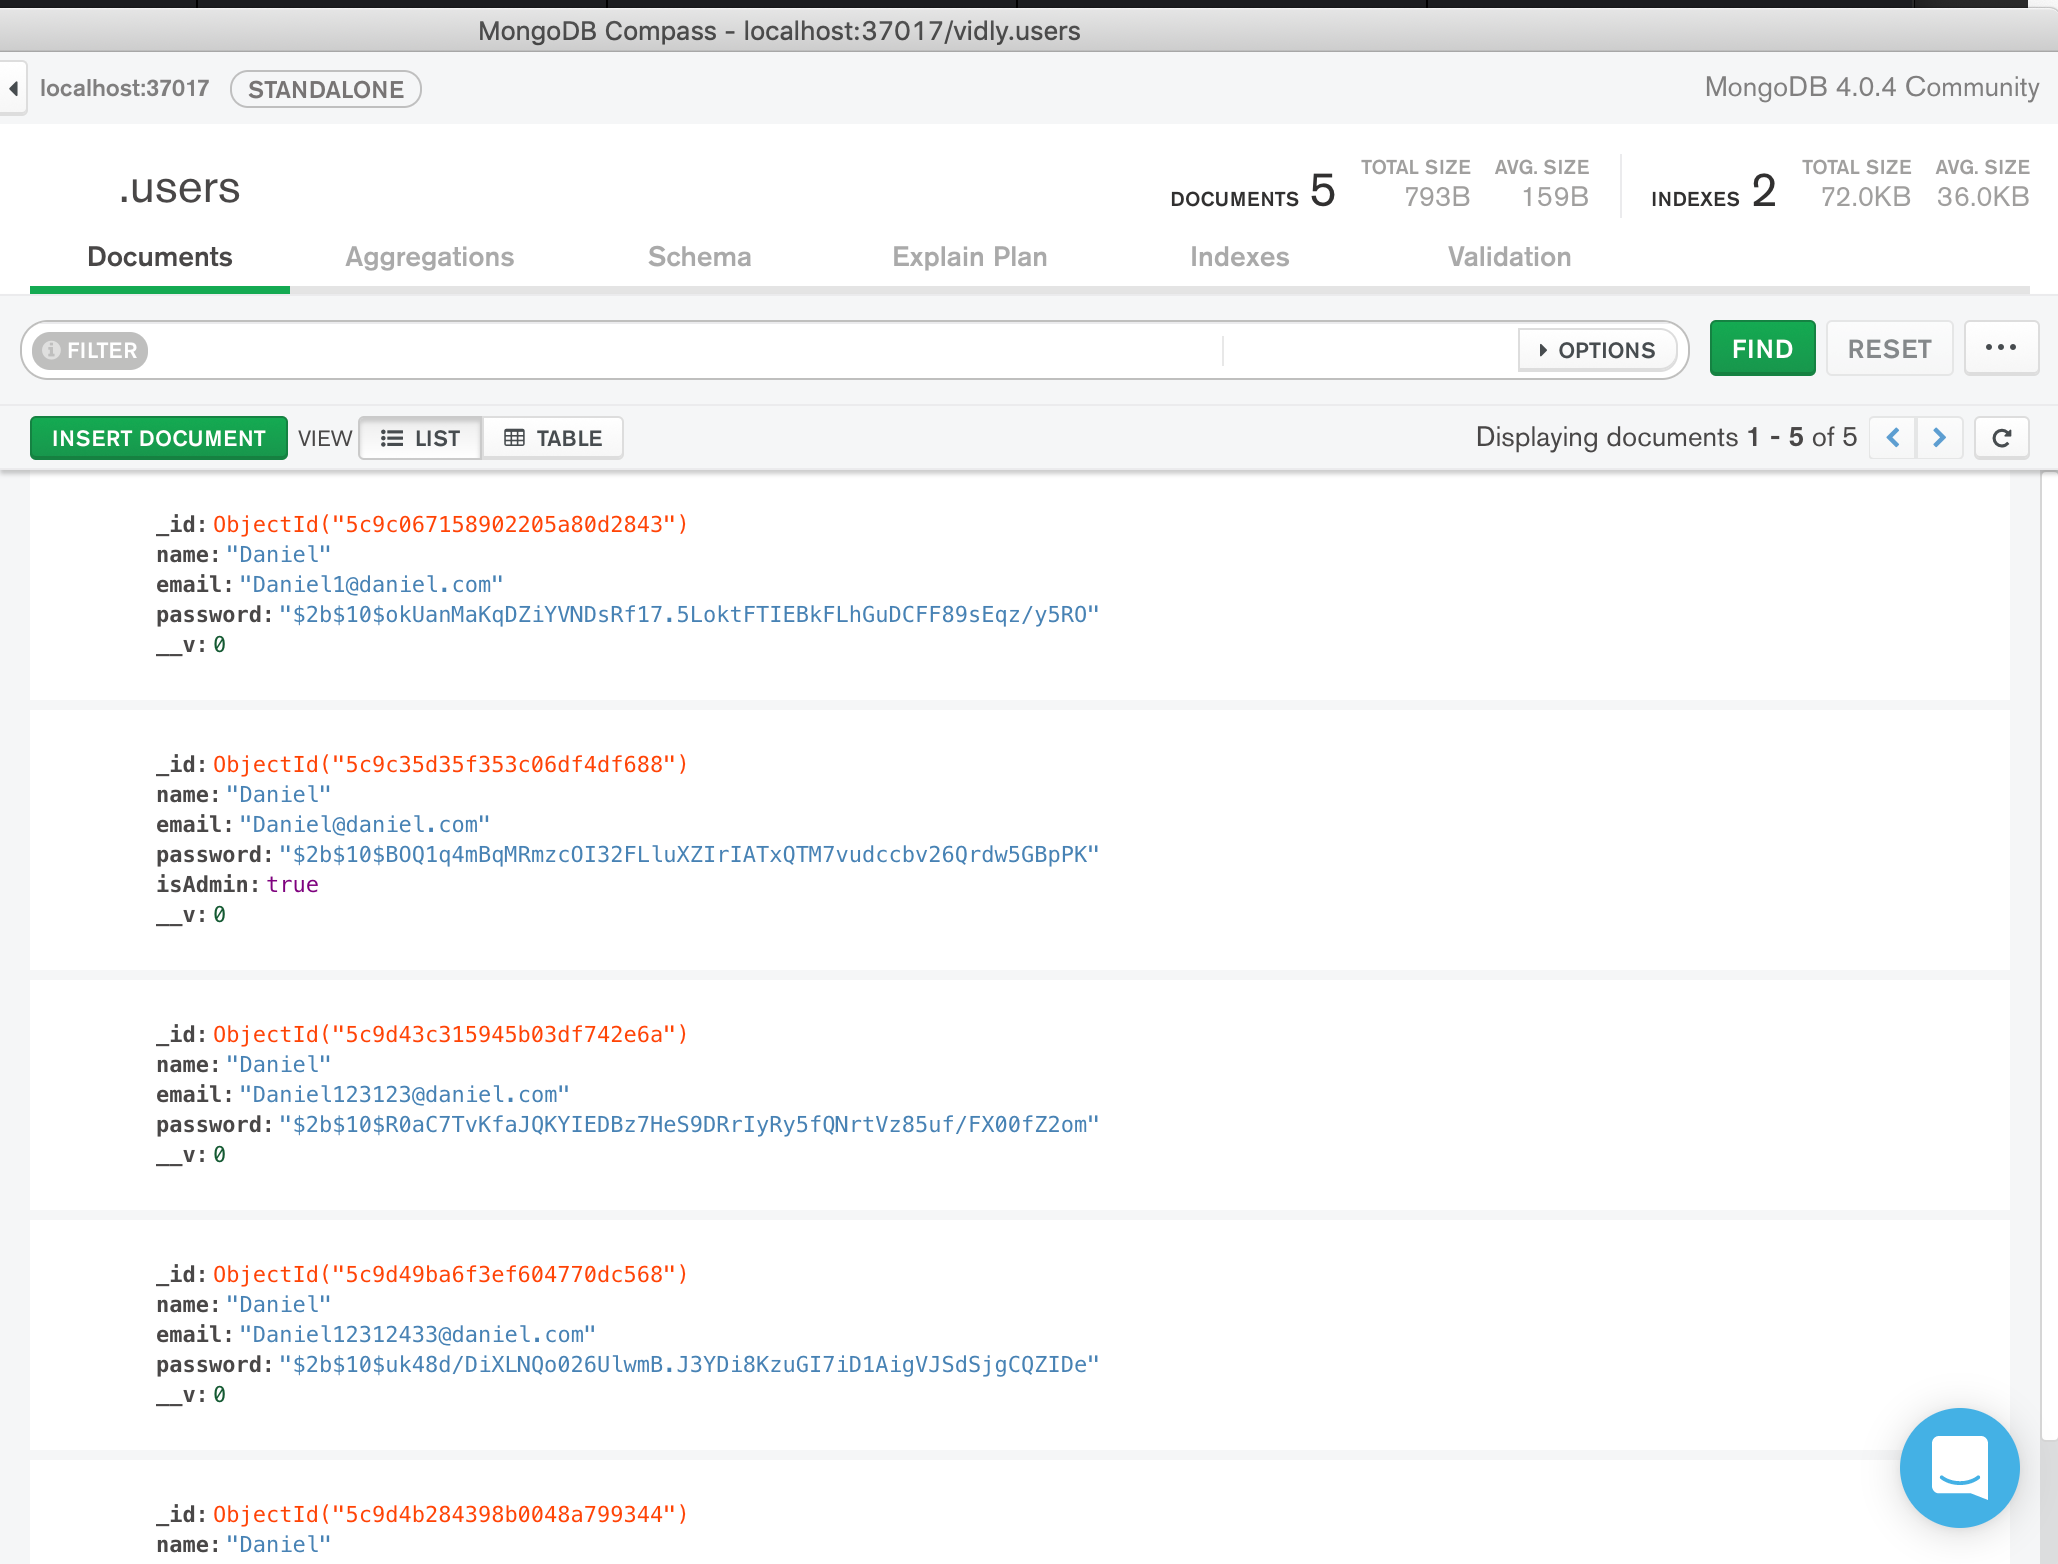 MongoDB Compass - localhost:37017/vidly.users
localhost:37017 STANDALONE MongoDB 4.0.4 Community
.users
DOCUMENTS 5 TOTAL SIZE 793B AVG. SIZE 159B INDEXES 2 TOTAL SIZE 72.0KB AVG. SIZE 36.0KB
Documents Aggregations Schema Explain Plan Indexes Validation
FILTER OPTIONS FIND RESET ...
INSERT DOCUMENT VIEW LIST TABLE Displaying documents 1 - 5 of 5
_id: ObjectId("5c9c067158902205a80d2843")
name: "Daniel"
email: "Daniel1@daniel.com"
password: "$2b$10$okUanMaKqDZiYVNDsRf17.5LoktFTIEBkFLhGuDCFF89sEqz/y5RO"
__v: 0
_id: ObjectId("5c9c35d35f353c06df4df688")
name: "Daniel"
email: "Daniel@daniel.com"
password: "$2b$10$BOQ1q4mBqMRmzcOI32FLluXZIrIATxQTM7vudccbv26Qrdw5GBpPK"
isAdmin: true
__v: 0
_id: ObjectId("5c9d43c315945b03df742e6a")
name: "Daniel"
email: "Daniel123123@daniel.com"
password: "$2b$10$R0aC7TvKfaJQKYIEDBz7HeS9DRrIyRy5fQNrtVz85uf/FX00fZ2om"
__v: 0
_id: ObjectId("5c9d49ba6f3ef604770dc568")
name: "Daniel"
email: "Daniel12312433@daniel.com"
password: "$2b$10$uk48d/DiXLNQo026UlwmB.J3YDi8KzuGI7iD1AigVJSdSjgCQZIDe"
__v: 0
_id: ObjectId("5c9d4b284398b0048a799344")
name: "Daniel"